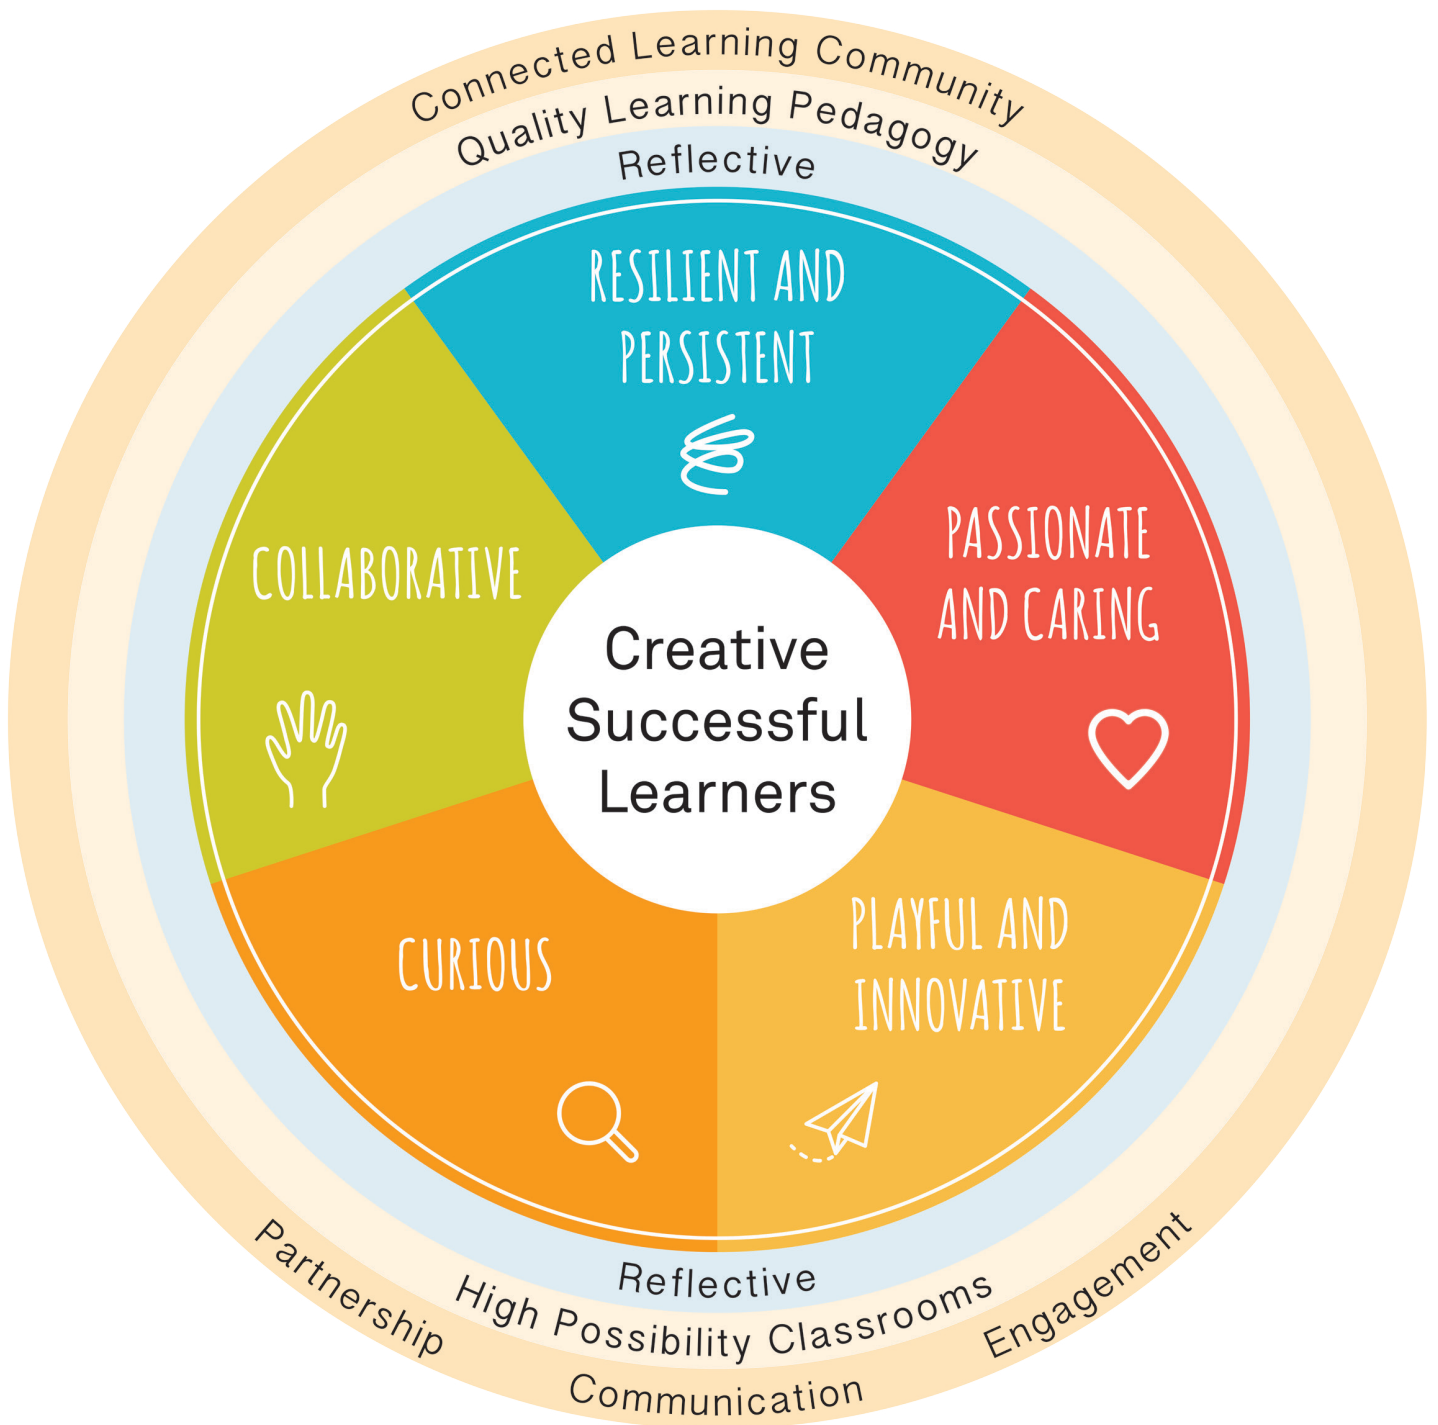 Connected Learning Community
Quality Learning Pedagogy
Reflective
RESILIENT AND
PERSISTENT
PASSIONATE
AND CARING
COLLABORATIVE
Creative
Successful
Learners
PLAYFUL AND
INNOVATIVE
CURIOUS
Reflective
High Possibility Classrooms
Partnership
Communication
Engagement